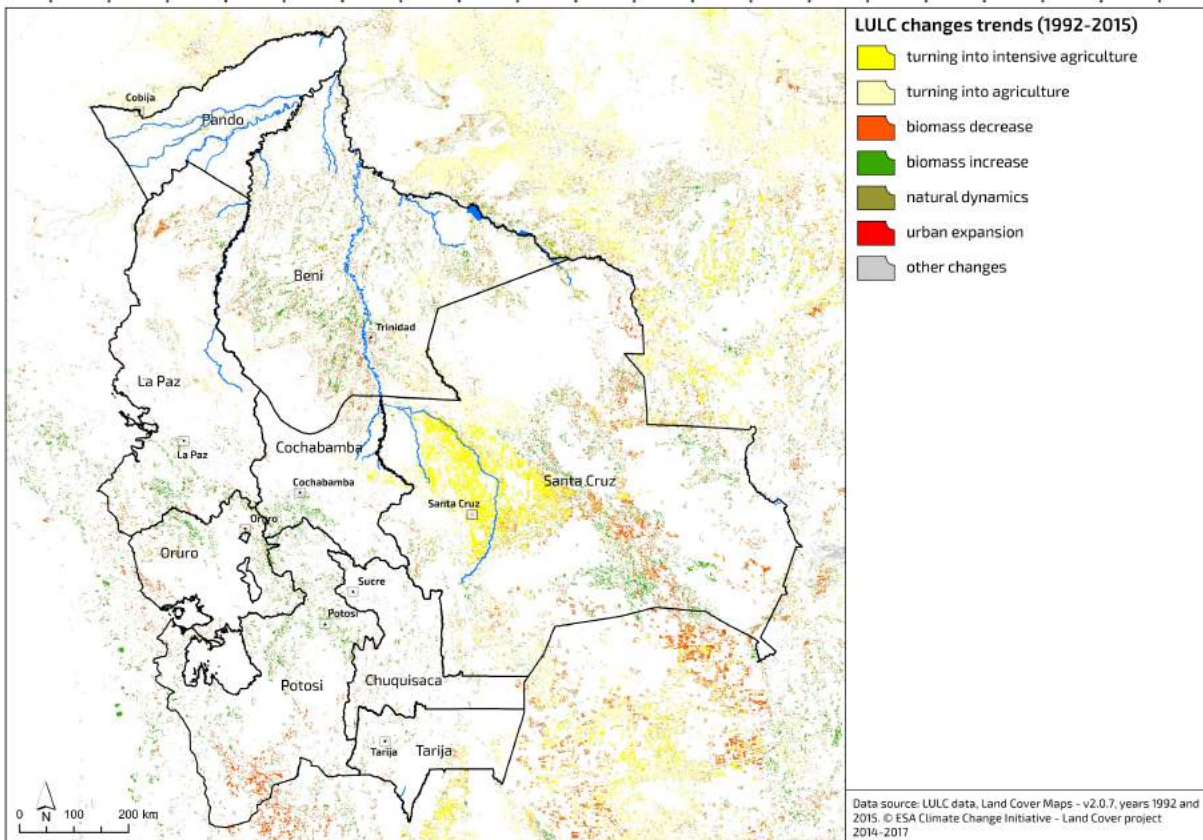 LULC changes trends (1992-2015)
turning into intensive agriculture
turning into agriculture
biomass decrease
biomass increase
natural dynamics
urban expansion
other changes
Cobija
Pando
Beni
Trinidad
La Paz
La Paz
Cochabamba
Cochabamba
Santa Cruz
Santa Cruz
Oruro
Oruro
Sucre
Potosi
Potosi
Chuquisaca
Tarija
Tarija
N
0 100 200 km
Data source: LULC data, Land Cover Maps - v2.0.7, years 1992 and
2015. © ESA Climate Change Initiative - Land Cover project
2014-2017